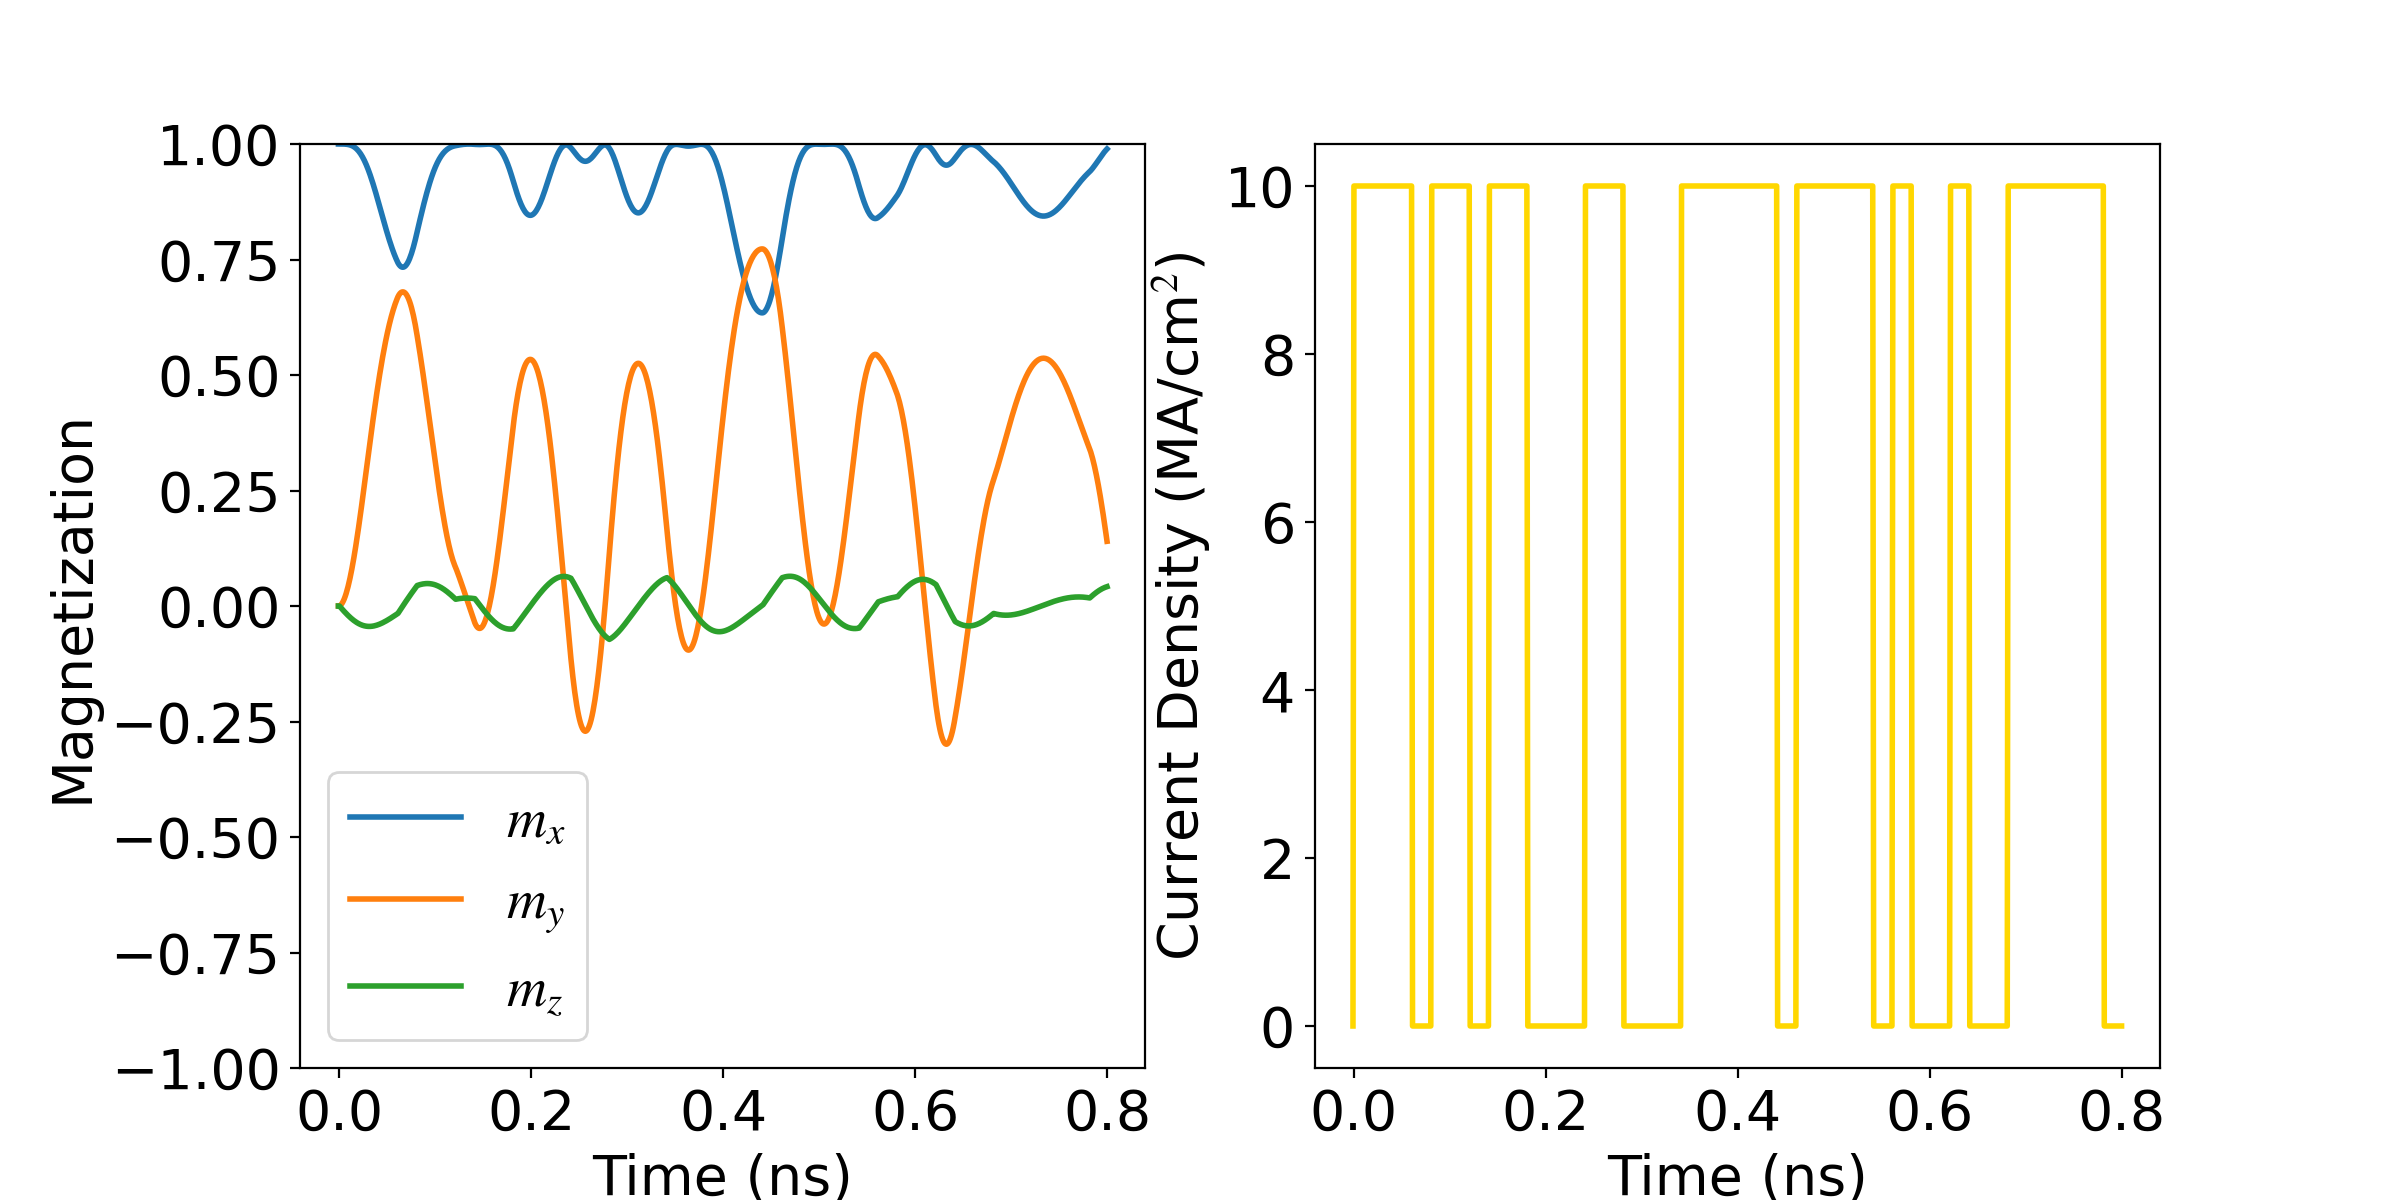 1.00
0.75
0.50
0.25
0.00
−0.25
−0.50
−0.75
−1.00
Magnetization
m_x
m_y
m_z
0.0 0.2 0.4 0.6 0.8
Time (ns)
10
8
6
4
2
0
Current Density (MA/cm²)
0.0 0.2 0.4 0.6 0.8
Time (ns)